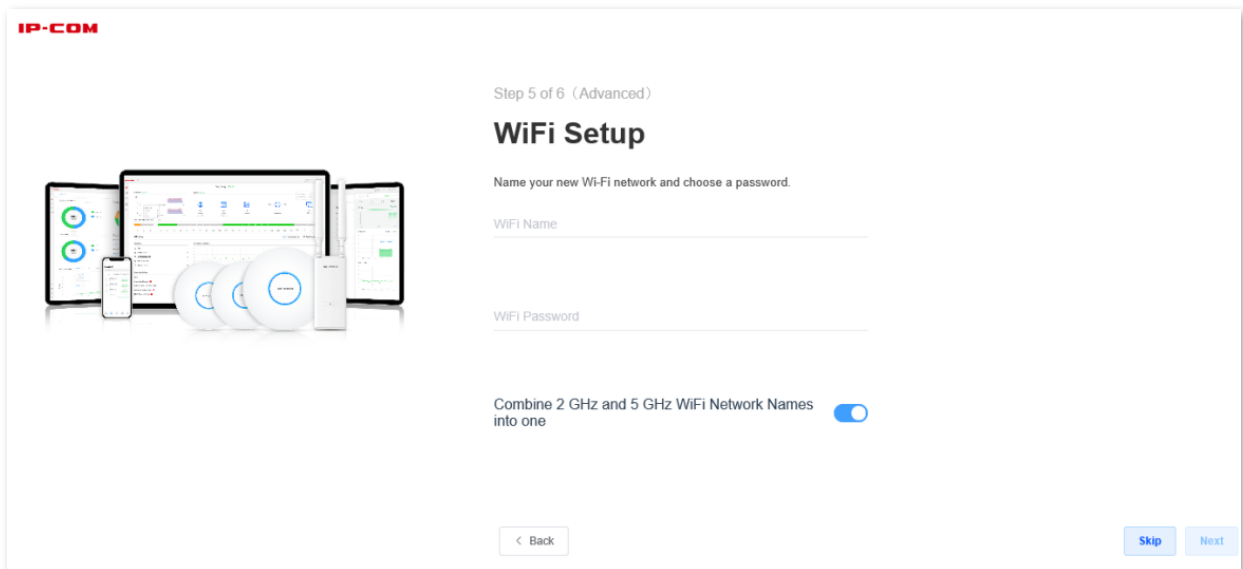 IP-COM
Step 5 of 6（Advanced）
WiFi Setup
Name your new Wi-Fi network and choose a password.
WiFi Name
WiFi Password
Combine 2 GHz and 5 GHz WiFi Network Names
into one
< Back
Skip
Next